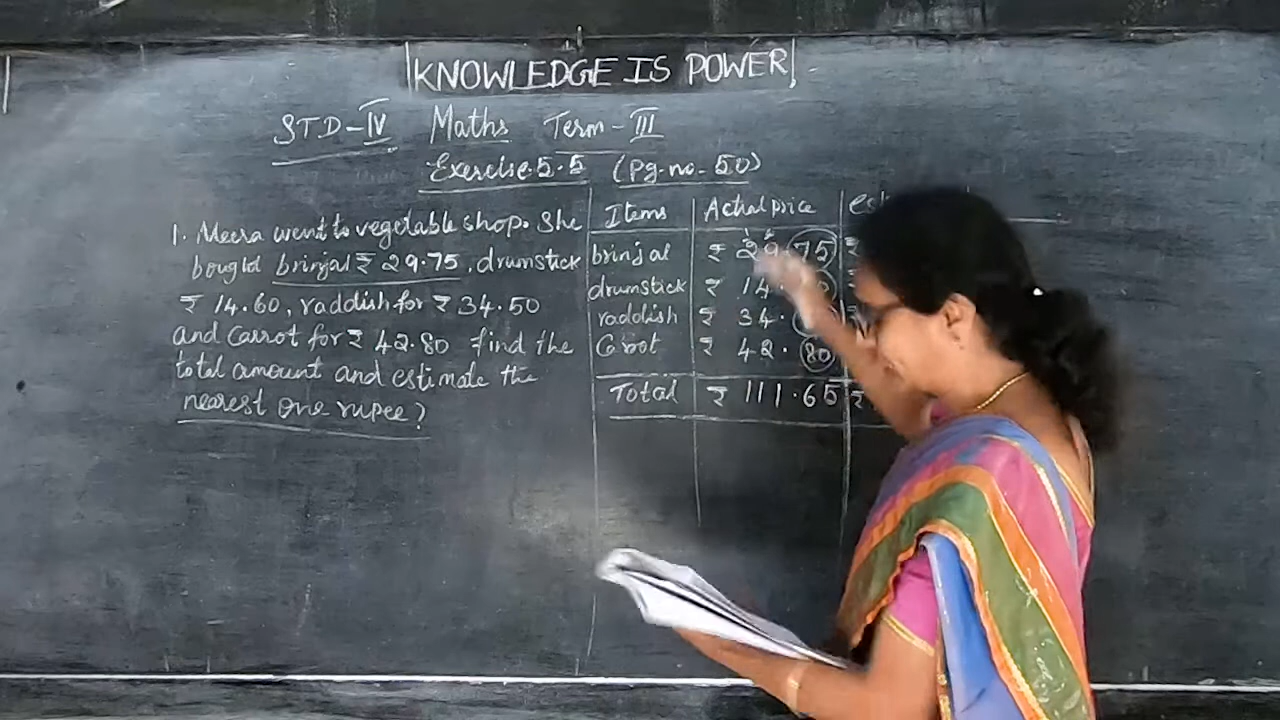 KNOWLEDGE IS POWER
STD-IV Maths Term-III
Exercise.5.5 (Pg.no-50)
1. Meera went to vegetable shop. She
bought brinjal ₹ 29.75, drumstick
₹ 14.60, raddish for ₹ 34.50
and Carrot for ₹ 42.80 find the
total amount and estimate the
nearest one rupee?
Items Actual price
brinjal ₹ 29.75 ₹
drumstick ₹ 14. ₹
raddish ₹ 34. ₹
₹ 42.80
Total ₹ 111.65 ₹